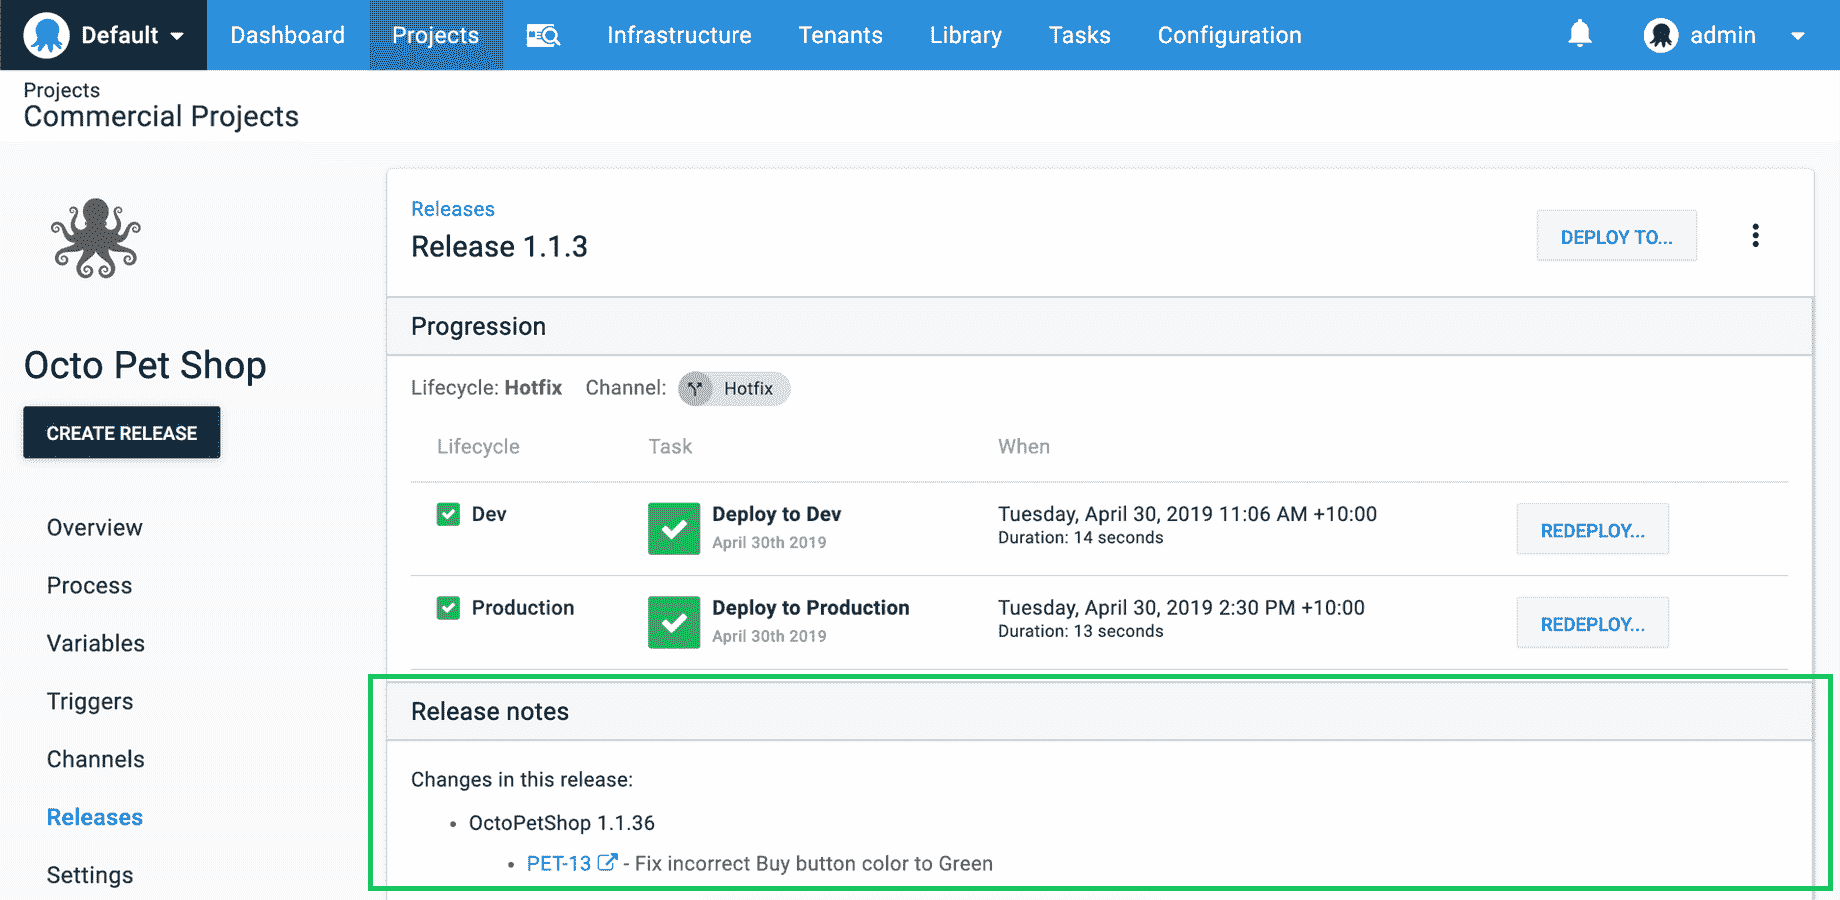 Default Dashboard Projects Infrastructure Tenants Library Tasks Configuration admin
Projects
Commercial Projects
Octo Pet Shop
CREATE RELEASE
Overview
Process
Variables
Triggers
Channels
Releases
Settings
Releases
Release 1.1.3
DEPLOY TO...
Progression
Lifecycle: Hotfix Channel: Hotfix
Lifecycle Task When
Dev Deploy to Dev Tuesday, April 30, 2019 11:06 AM +10:00 REDEPLOY...
April 30th 2019 Duration: 14 seconds
Production Deploy to Production Tuesday, April 30, 2019 2:30 PM +10:00 REDEPLOY...
April 30th 2019 Duration: 13 seconds
Release notes
Changes in this release:
• OctoPetShop 1.1.36
• PET-13 - Fix incorrect Buy button color to Green